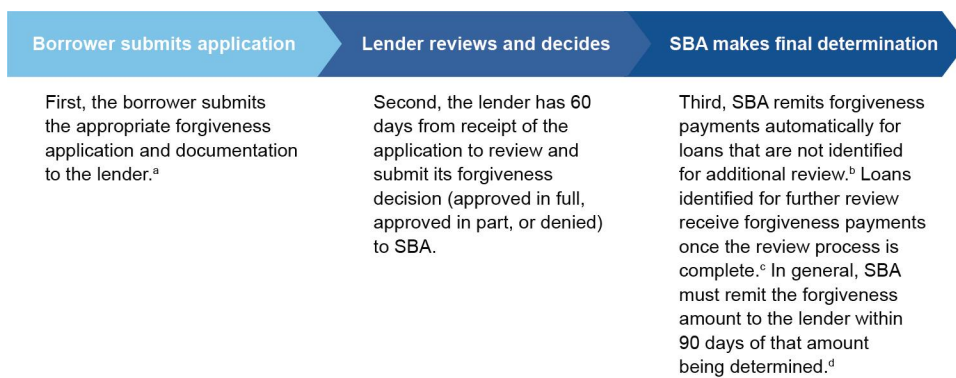 Borrower submits application
Lender reviews and decides
SBA makes final determination
First, the borrower submits
the appropriate forgiveness
application and documentation
to the lender.ᵃ
Second, the lender has 60
days from receipt of the
application to review and
submit its forgiveness
decision (approved in full,
approved in part, or denied)
to SBA.
Third, SBA remits forgiveness
payments automatically for
loans that are not identified
for additional review.ᵇ Loans
identified for further review
receive forgiveness payments
once the review process is
complete.ᶜ In general, SBA
must remit the forgiveness
amount to the lender within
90 days of that amount
being determined.ᵈ